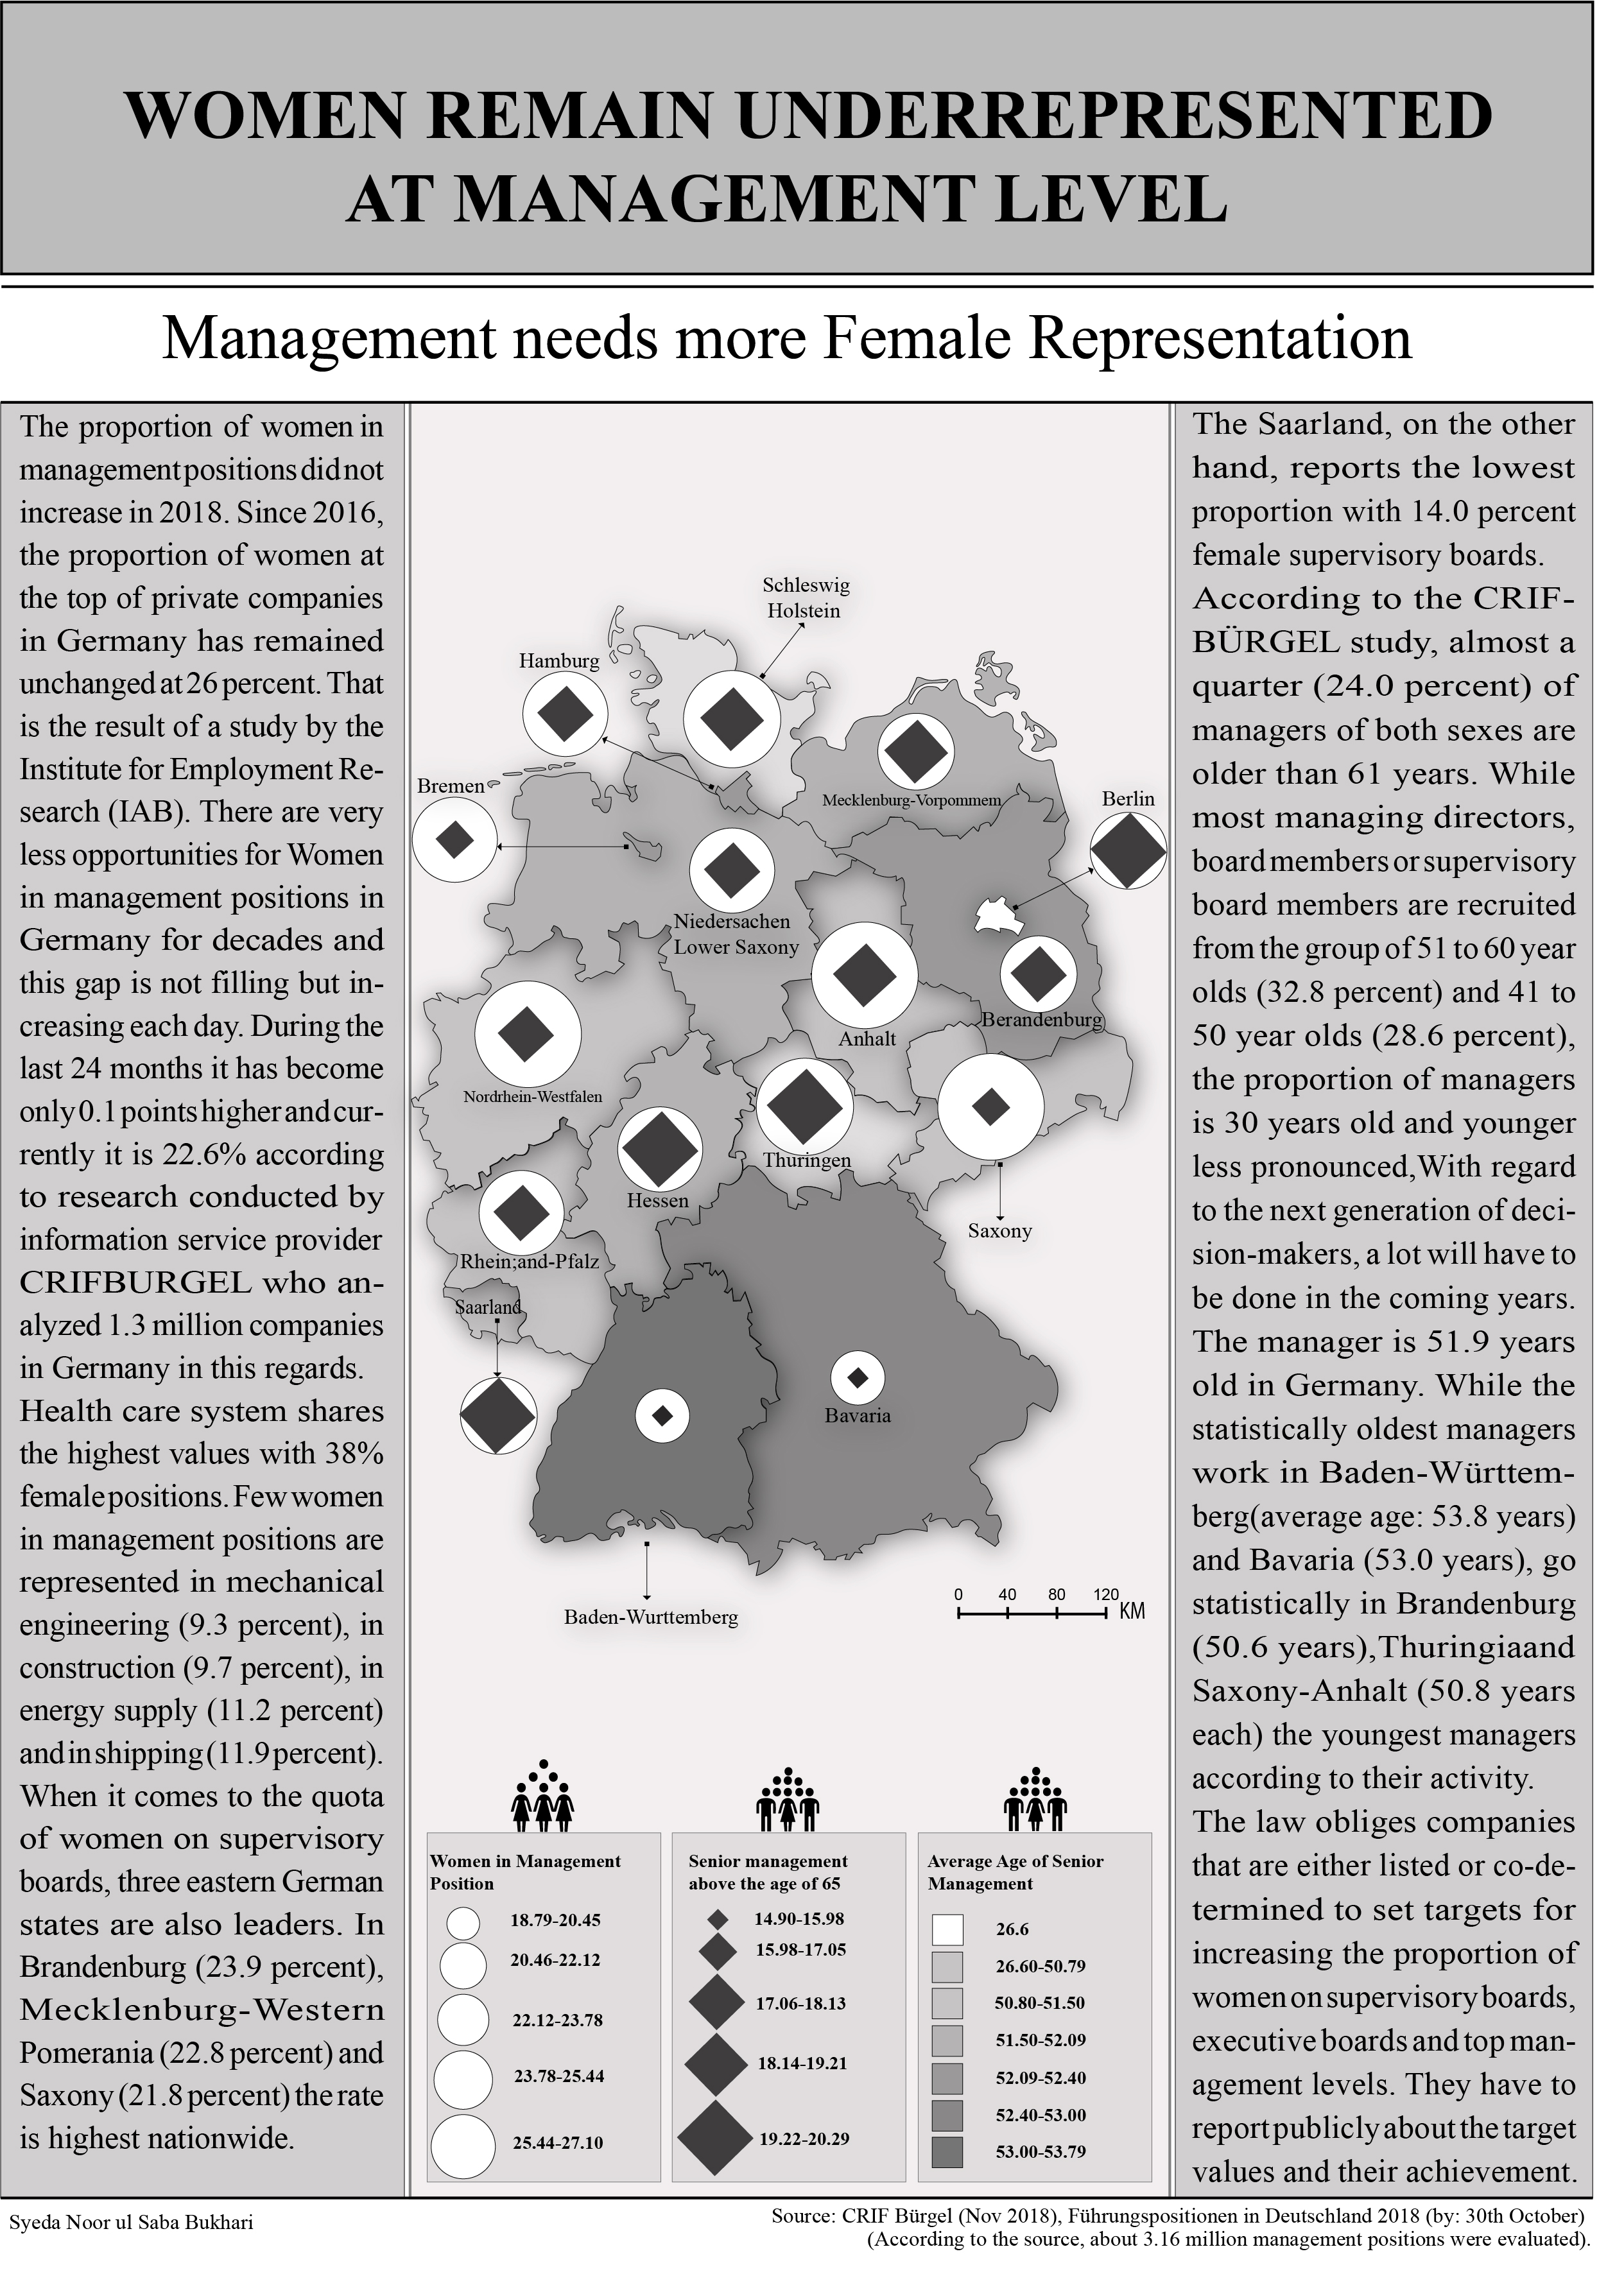 WOMEN REMAIN UNDERREPRESENTED
AT MANAGEMENT LEVEL
Management needs more Female Representation
The proportion of women in
management positions did not
increase in 2018. Since 2016,
the proportion of women at
the top of private companies
in Germany has remained
unchanged at 26 percent. That
is the result of a study by the
Institute for Employment Re-
search (IAB). There are very
less opportunities for Women
in management positions in
Germany for decades and
this gap is not filling but in-
creasing each day. During the
last 24 months it has become
only 0.1 points higher and cur-
rently it is 22.6% according
to research conducted by
information service provider
CRIFBURGEL who an-
alyzed 1.3 million companies
in Germany in this regards.
Health care system shares
the highest values with 38%
female positions. Few women
in management positions are
represented in mechanical
engineering (9.3 percent), in
construction (9.7 percent), in
energy supply (11.2 percent)
and in shipping (11.9 percent).
When it comes to the quota
of women on supervisory
boards, three eastern German
states are also leaders. In
Brandenburg (23.9 percent),
Mecklenburg-Western
Pomerania (22.8 percent) and
Saxony (21.8 percent) the rate
is highest nationwide.
Schleswig
Holstein
Hamburg
Bremen
Mecklenburg-Vorpommem
Berlin
Niedersachen
Lower Saxony
Berandenburg
Anhalt
Nordrhein-Westfalen
Thuringen
Hessen
Saxony
Rhein;and-Pfalz
Saarland
Bavaria
Baden-Wurttemberg
0 40 80 120
KM
Women in Management
Position
18.79-20.45
20.46-22.12
22.12-23.78
23.78-25.44
25.44-27.10
Senior management
above the age of 65
14.90-15.98
15.98-17.05
17.06-18.13
18.14-19.21
19.22-20.29
Average Age of Senior
Management
26.6
26.60-50.79
50.80-51.50
51.50-52.09
52.09-52.40
52.40-53.00
53.00-53.79
The Saarland, on the other
hand, reports the lowest
proportion with 14.0 percent
female supervisory boards.
According to the CRIF-
BÜRGEL study, almost a
quarter (24.0 percent) of
managers of both sexes are
older than 61 years. While
most managing directors,
board members or supervisory
board members are recruited
from the group of 51 to 60 year
olds (32.8 percent) and 41 to
50 year olds (28.6 percent),
the proportion of managers
is 30 years old and younger
less pronounced,With regard
to the next generation of deci-
sion-makers, a lot will have to
be done in the coming years.
The manager is 51.9 years
old in Germany. While the
statistically oldest managers
work in Baden-Württem-
berg(average age: 53.8 years)
and Bavaria (53.0 years), go
statistically in Brandenburg
(50.6 years),Thuringiaand
Saxony-Anhalt (50.8 years
each) the youngest managers
according to their activity.
The law obliges companies
that are either listed or co-de-
termined to set targets for
increasing the proportion of
women on supervisory boards,
executive boards and top man-
agement levels. They have to
report publicly about the target
values and their achievement.
Syeda Noor ul Saba Bukhari
Source: CRIF Bürgel (Nov 2018), Führungspositionen in Deutschland 2018 (by: 30th October)
(According to the source, about 3.16 million management positions were evaluated).